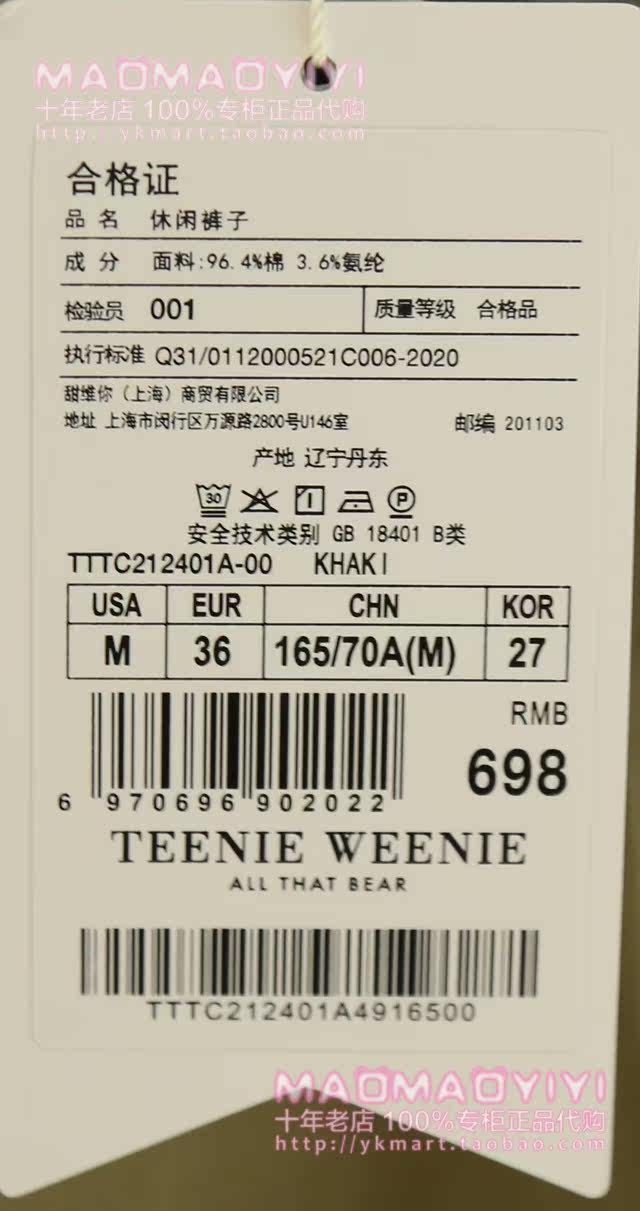 MAOMAOYIYI
十年老店 100%专柜正品代购
http://ykmart.taobao.com
合格证
品 名 休闲裤子
成 分 面料:96.4%棉 3.6%氨纶
检验员 001 质量等级 合格品
执行标准 Q31/0112000521C006-2020
甜维你（上海）商贸有限公司
地址 上海市闵行区万源路2800号U146室 邮编 201103
产地 辽宁丹东
30 P
安全技术类别 GB 18401 B类
TTTC212401A-00 KHAKI
USA EUR CHN KOR
M 36 165/70A(M) 27
RMB
698
6 970696 902022
TEENIE WEENIE
ALL THAT BEAR
TTTC212401A4916500
MAOMAOYIYI
十年老店 100%专柜正品代购
http://ykmart.taobao.com